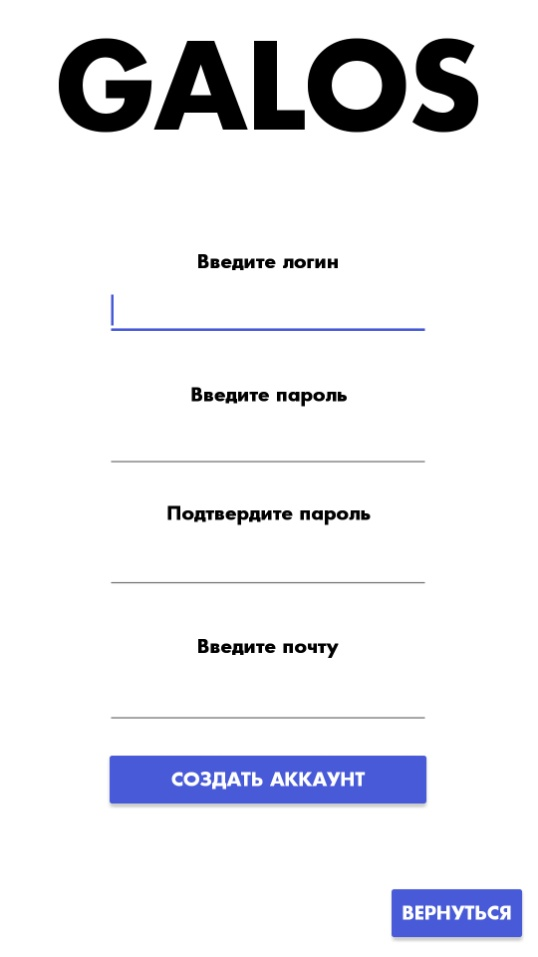 GALOS
Введите логин
Введите пароль
Подтвердите пароль
Введите почту
СОЗДАТЬ АККАУНТ
ВЕРНУТЬСЯ